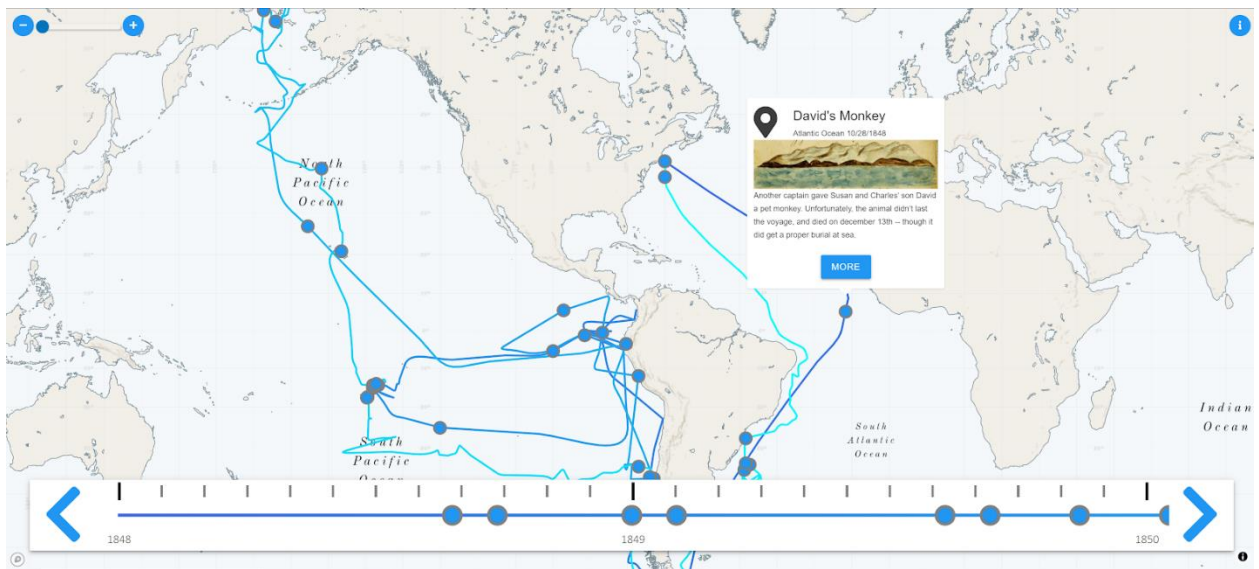 −
+
i
David's Monkey
Atlantic Ocean 10/28/1848
Another captain gave Susan and Charles' son David
a pet monkey. Unfortunately, the animal didn't last
the voyage, and died on december 13th -- though it
did get a proper burial at sea.
MORE
North
Pacific
Ocean
Indian
Ocean
South
Atlantic
Ocean
South
Pacific
Ocean
1848
1849
1850